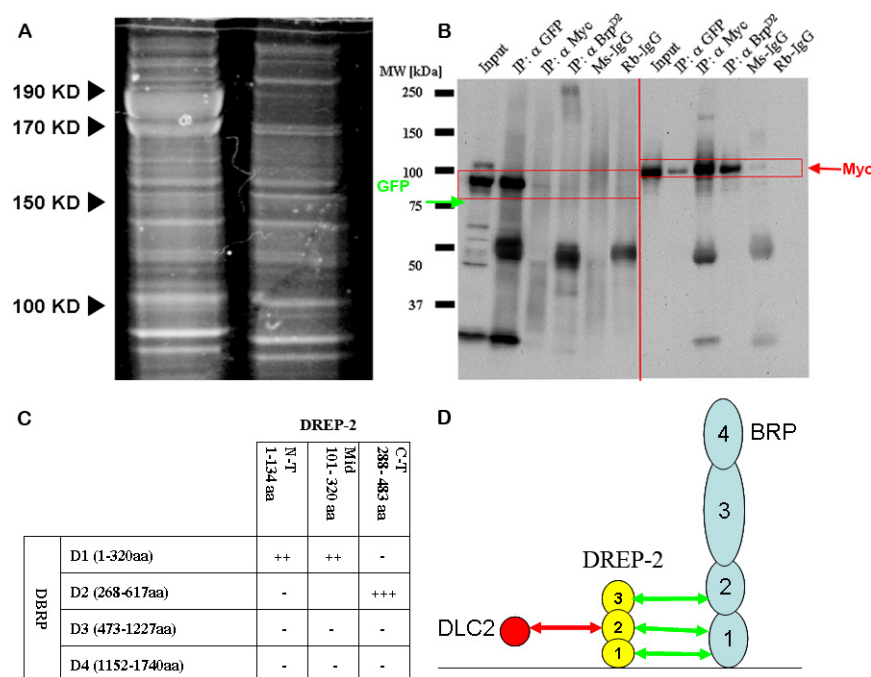 A
190 KD
170 KD
150 KD
100 KD
B
MW [kDa]
Input
IP: α GFP
IP: α Myc
IP: α Brp^D2
Ms-IgG
Rb-IgG
Input
IP: α GFP
IP: α Myc
IP: α Brp^D2
Ms-IgG
Rb-IgG
250
150
100
75
50
37
GFP
Myc
C
DREP-2
N-T
1-134 aa
Mid
101-320 aa
C-T
288-483 aa
DBRP
D1 (1-320aa) ++ ++ -
D2 (268-617aa) - +++
D3 (473-1227aa) - - -
D4 (1152-1740aa) - - -
D
4 BRP
3
DREP-2
3 2
DLC2 2
1 1